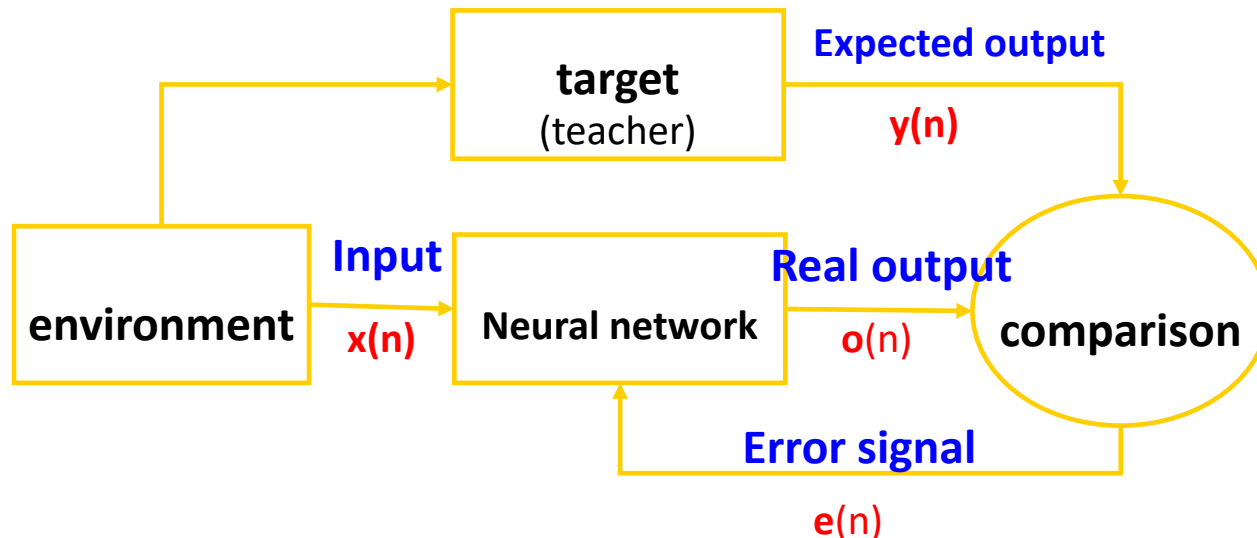 target
(teacher)
Expected output
y(n)
environment
Input
x(n)
Neural network
Real output
o(n)
comparison
Error signal
e(n)